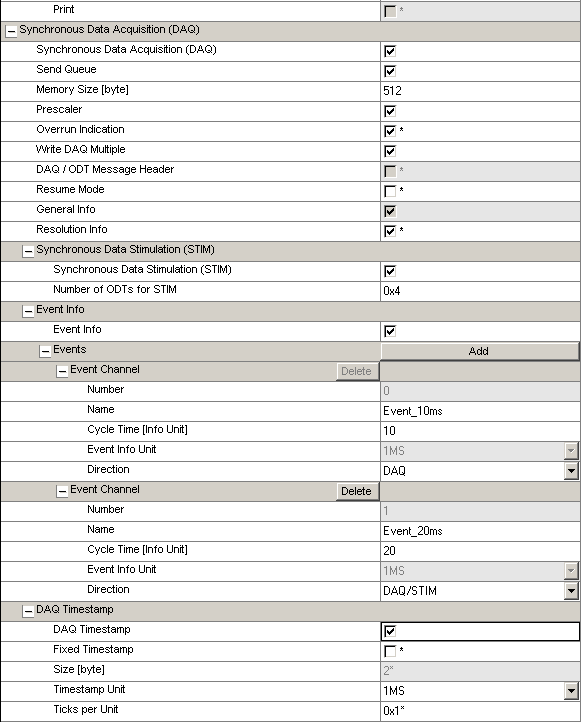 Print *
Synchronous Data Acquisition (DAQ)
Synchronous Data Acquisition (DAQ)
Send Queue
Memory Size [byte] 512
Prescaler
Overrun Indication *
Write DAQ Multiple
DAQ / ODT Message Header *
Resume Mode *
General Info
Resolution Info *
Synchronous Data Stimulation (STIM)
Synchronous Data Stimulation (STIM)
Number of ODTs for STIM 0x4
Event Info
Event Info
Events Add
Event Channel Delete
Number 0
Name Event_10ms
Cycle Time [Info Unit] 10
Event Info Unit 1MS
Direction DAQ
Event Channel Delete
Number 1
Name Event_20ms
Cycle Time [Info Unit] 20
Event Info Unit 1MS
Direction DAQ/STIM
DAQ Timestamp
DAQ Timestamp
Fixed Timestamp *
Size [byte] 2*
Timestamp Unit 1MS
Ticks per Unit 0x1*